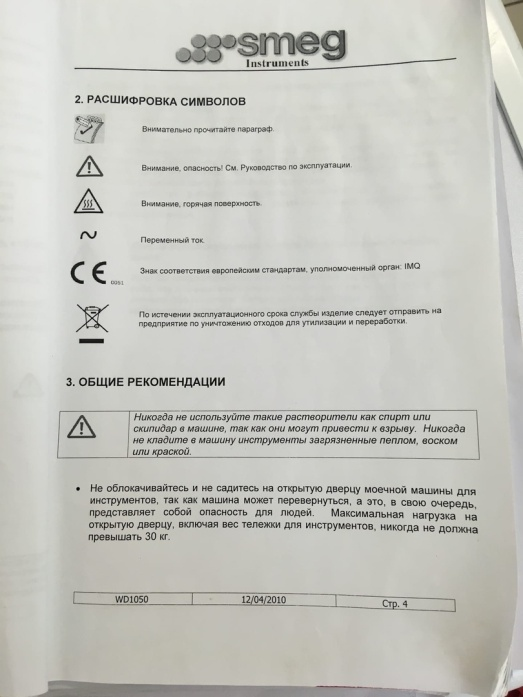 smeg
Instruments
2. РАСШИФРОВКА СИМВОЛОВ
Внимательно прочитайте параграф.
Внимание, опасность! См. Руководство по эксплуатации.
Внимание, горячая поверхность.
Переменный ток.
CE 0051 Знак соответствия европейским стандартам, уполномоченный орган: IMQ
По истечении эксплуатационного срока службы изделие следует отправить на
предприятие по уничтожению отходов для утилизации и переработки.
3. ОБЩИЕ РЕКОМЕНДАЦИИ
Никогда не используйте такие растворители как спирт или
скипидар в машине, так как они могут привести к взрыву. Никогда
не кладите в машину инструменты загрязненные пеплом, воском
или краской.
• Не облокачивайтесь и не садитесь на открытую дверцу моечной машины для
инструментов, так как машина может перевернуться, а это, в свою очередь,
представляет собой опасность для людей. Максимальная нагрузка на
открытую дверцу, включая вес тележки для инструментов, никогда не должна
превышать 30 кг.
WD1050 12/04/2010 Стр. 4